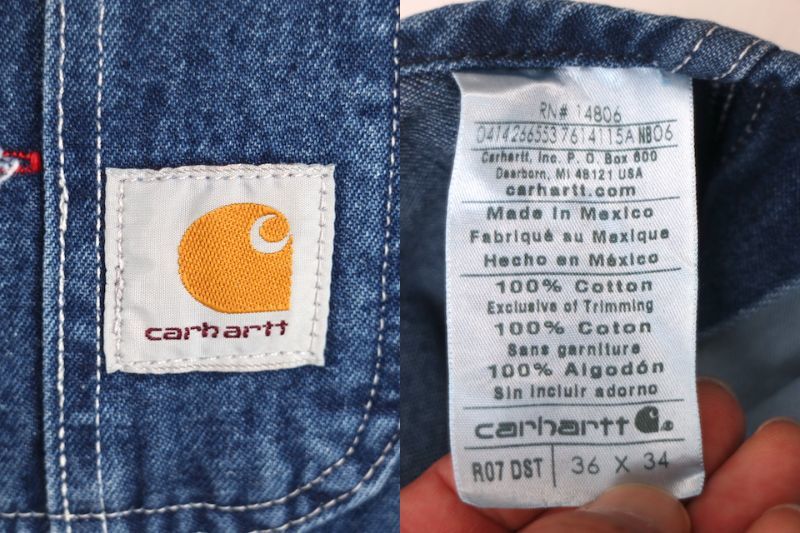 carhartt
RN# 14806
0414266553 7614115A NB06
Carhartt, Inc. P.O. Box 600
Dearborn, MI 48121 USA
carhartt.com
Made in Mexico
Fabriqué au Mexique
Hecho en México
100% Cotton
Exclusive of Trimming
100% Coton
Sans garniture
100% Algodón
Sin incluir adorno
carhartt ®
R07 DST 36 X 34